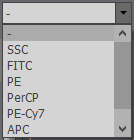 -
-
SSC
FITC
PE
PerCP
PE-Cy7
APC